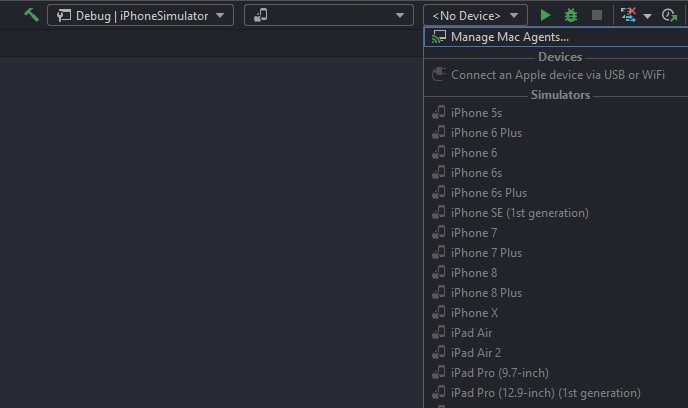 Debug | iPhoneSimulator
<No Device>
Manage Mac Agents...
Devices
Connect an Apple device via USB or WiFi
Simulators
iPhone 5s
iPhone 6 Plus
iPhone 6
iPhone 6s
iPhone 6s Plus
iPhone SE (1st generation)
iPhone 7
iPhone 7 Plus
iPhone 8
iPhone 8 Plus
iPhone X
iPad Air
iPad Air 2
iPad Pro (9.7-inch)
iPad Pro (12.9-inch) (1st generation)